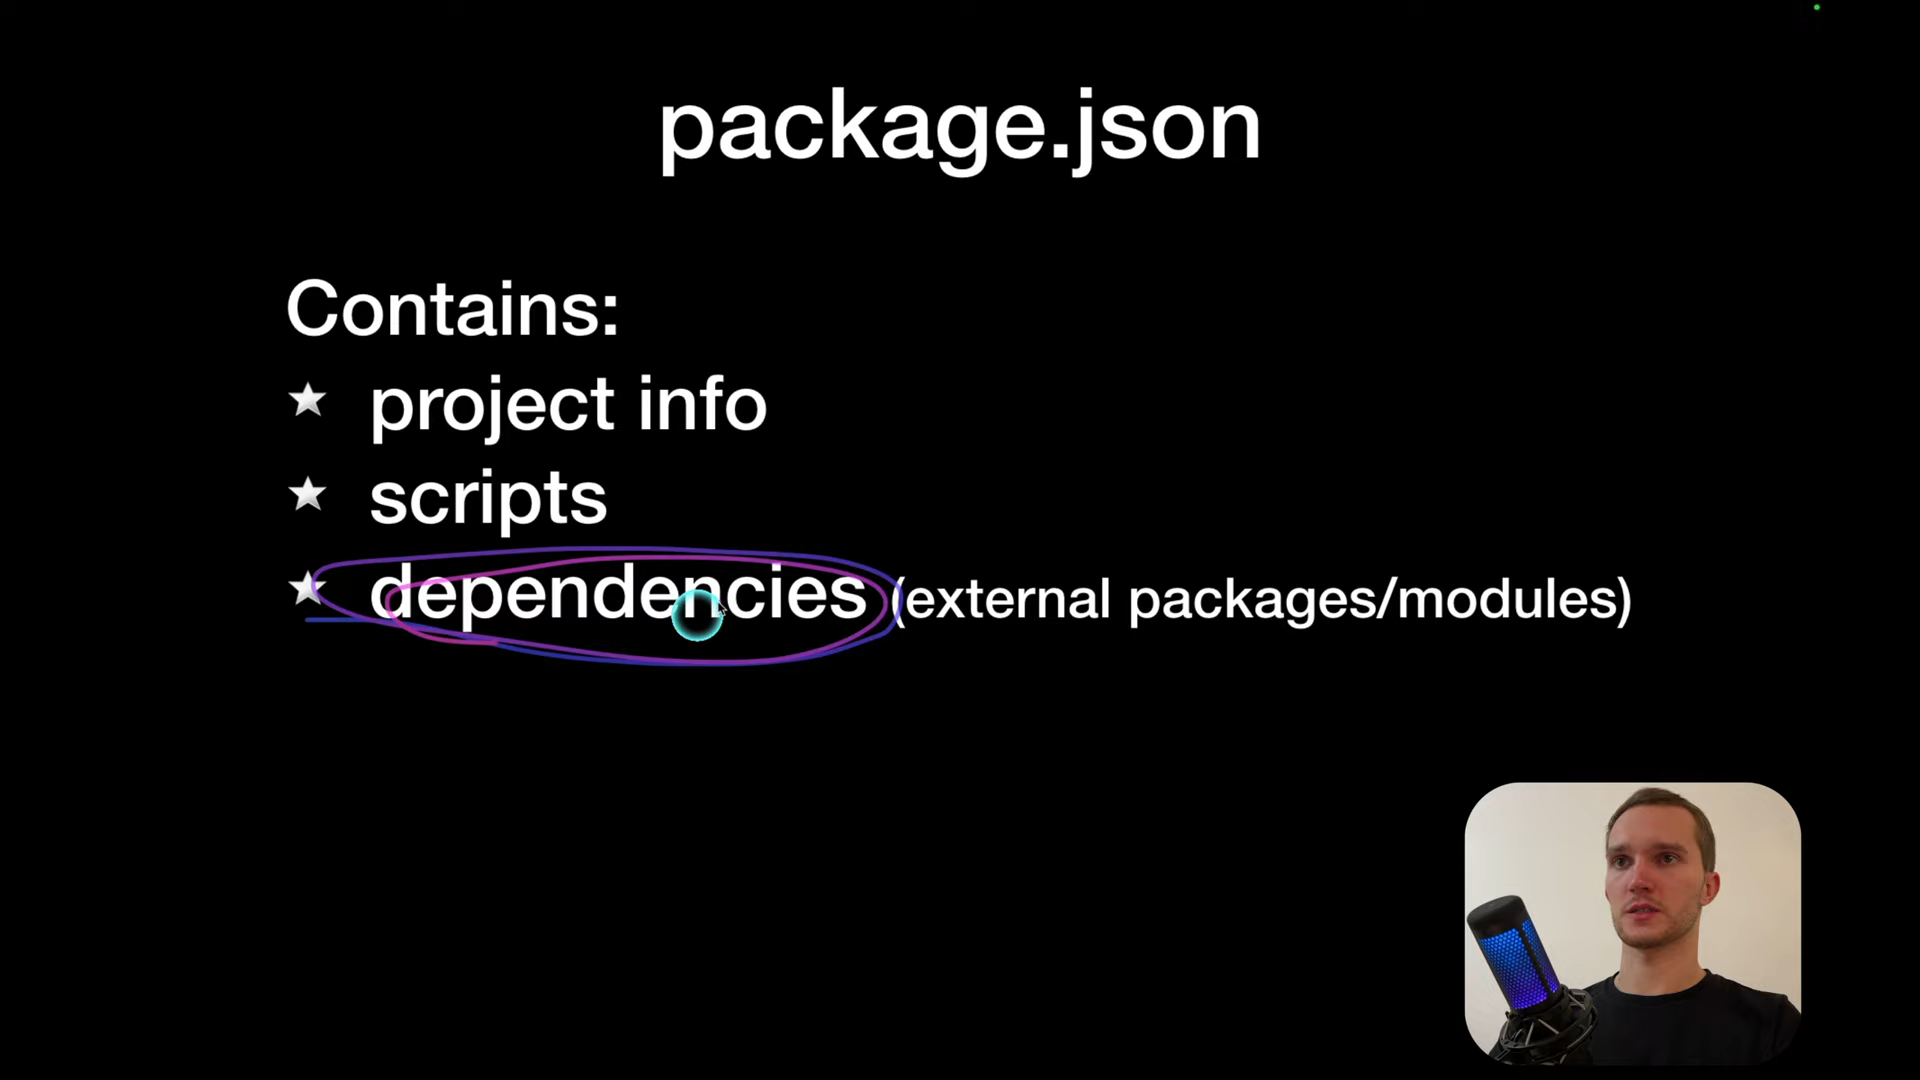 package.json
Contains:
project info
scripts
dependencies (external packages/modules)